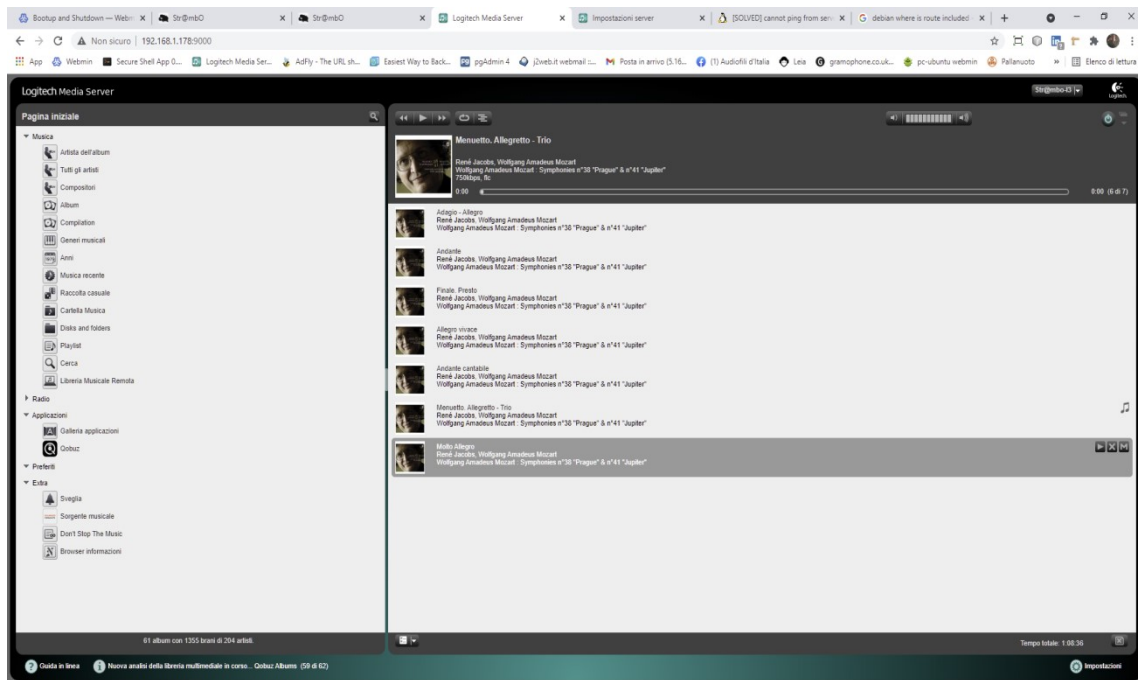 Bootup and Shutdown — Webm
Str@mbO
Str@mbO
Logitech Media Server
Impostazioni server
[SOLVED] cannot ping from serv
debian where is route included
Non sicuro | 192.168.1.178:9000
App
Webmin
Secure Shell App 0...
Logitech Media Ser...
AdFly - The URL sh...
Easiest Way to Back...
pgAdmin 4
i2web.it webmail ::...
Posta in arrivo (5.16...
(1) Audiofili d'Italia
Leia
gramophone.co.uk...
pc-ubuntu webmin
Pallanuoto
Elenco di lettura
Logitech Media Server
Str@mbo-i3
Logitech
Pagina iniziale
Musica
Artista dell'album
Tutti gli artisti
Compositori
Album
Compilation
Generi musicali
Anni
Musica recente
Raccolta casuale
Cartella Musica
Disks and folders
Playlist
Cerca
Libreria Musicale Remota
Radio
Applicazioni
Galleria applicazioni
Qobuz
Preferiti
Extra
Sveglia
Sorgente musicale
Don't Stop The Music
Browser informazioni
61 album con 1355 brani di 204 artisti.
Menuetto. Allegretto - Trio
René Jacobs, Wolfgang Amadeus Mozart
Wolfgang Amadeus Mozart : Symphonies n°38 "Prague" & n°41 "Jupiter"
750kbps, flc
0:00
0:00 (6 di 7)
Adagio - Allegro
René Jacobs, Wolfgang Amadeus Mozart
Wolfgang Amadeus Mozart : Symphonies n°38 "Prague" & n°41 "Jupiter"
Andante
René Jacobs, Wolfgang Amadeus Mozart
Wolfgang Amadeus Mozart : Symphonies n°38 "Prague" & n°41 "Jupiter"
Finale. Presto
René Jacobs, Wolfgang Amadeus Mozart
Wolfgang Amadeus Mozart : Symphonies n°38 "Prague" & n°41 "Jupiter"
Allegro vivace
René Jacobs, Wolfgang Amadeus Mozart
Wolfgang Amadeus Mozart : Symphonies n°38 "Prague" & n°41 "Jupiter"
Andante cantabile
René Jacobs, Wolfgang Amadeus Mozart
Wolfgang Amadeus Mozart : Symphonies n°38 "Prague" & n°41 "Jupiter"
Menuetto. Allegretto - Trio
René Jacobs, Wolfgang Amadeus Mozart
Wolfgang Amadeus Mozart : Symphonies n°38 "Prague" & n°41 "Jupiter"
Molto Allegro
René Jacobs, Wolfgang Amadeus Mozart
Wolfgang Amadeus Mozart : Symphonies n°38 "Prague" & n°41 "Jupiter"
Tempo totale: 1:08:36
Guida in linea
Nuova analisi della libreria multimediale in corso... Qobuz Albums (59 di 62)
Impostazioni